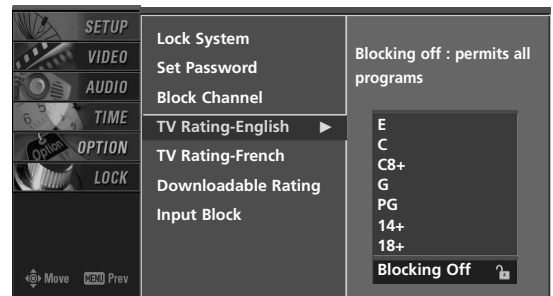 SETUP
VIDEO
AUDIO
TIME
OPTION
LOCK
Move MENU Prev
Lock System
Set Password
Block Channel
TV Rating-English
TV Rating-French
Downloadable Rating
Input Block
Blocking off : permits all
programs
E
C
C8+
G
PG
14+
18+
Blocking Off